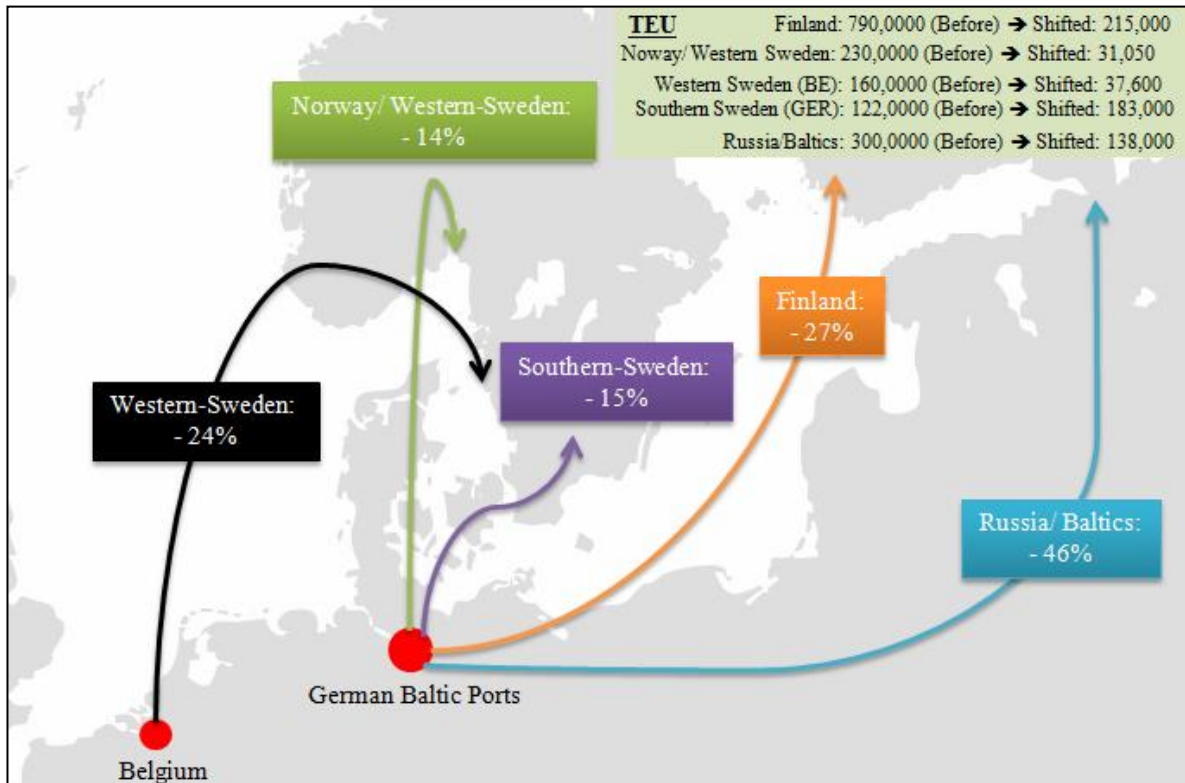 TEU Finland: 790,0000 (Before) ➔ Shifted: 215,000
Noway/ Western Sweden: 230,0000 (Before) ➔ Shifted: 31,050
Western Sweden (BE): 160,0000 (Before) ➔ Shifted: 37,600
Southern Sweden (GER): 122,0000 (Before) ➔ Shifted: 183,000
Russia/Baltics: 300,0000 (Before) ➔ Shifted: 138,000
Norway/ Western-Sweden:
- 14%
Finland:
- 27%
Southern-Sweden:
- 15%
Western-Sweden:
- 24%
Russia/ Baltics:
- 46%
German Baltic Ports
Belgium